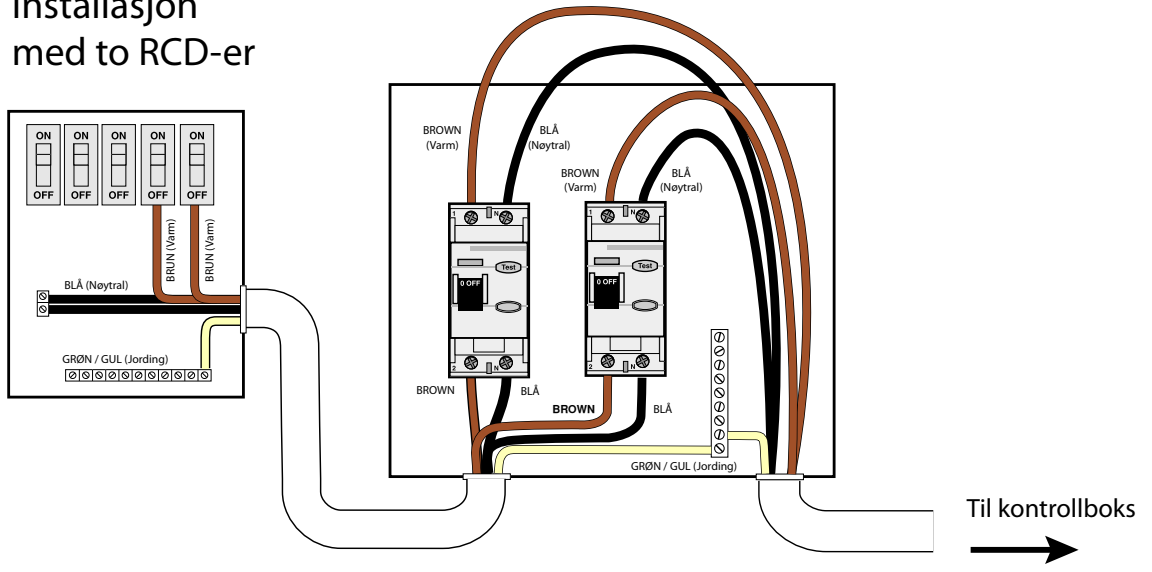 Installasjon
med to RCD-er
ON ON ON ON ON
OFF OFF OFF OFF OFF
BRUN (Varm)
BRUN (Varm)
BLÅ (Nøytral)
GRØN / GUL (Jording)
BROWN
(Varm)
BLÅ
(Nøytral)
BROWN
(Varm)
BLÅ
(Nøytral)
1 N
Test
0 OFF
2 N
1 N
Test
0 OFF
2 N
BROWN
BLÅ
BROWN
BLÅ
GRØN / GUL (Jording)
Til kontrollboks